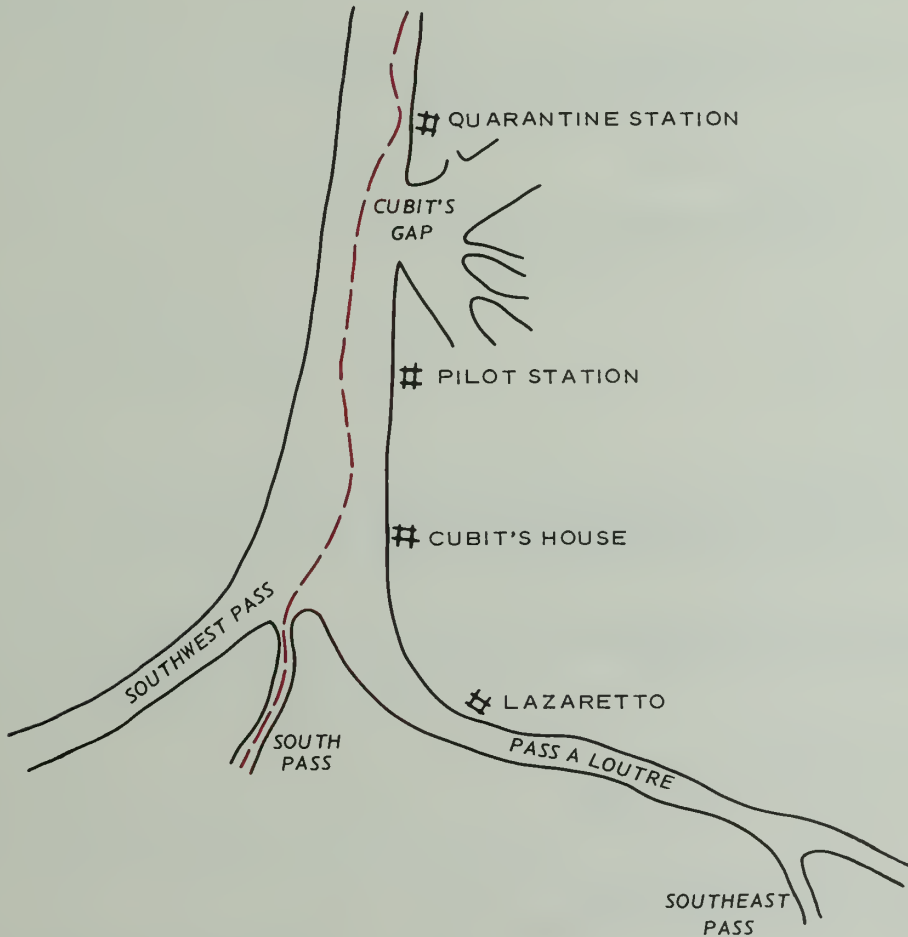 QUARANTINE STATION
CUBIT'S
GAP
PILOT STATION
CUBIT'S HOUSE
SOUTHWEST PASS
LAZARETTO
SOUTH
PASS
PASS A LOUTRE
SOUTHEAST
PASS